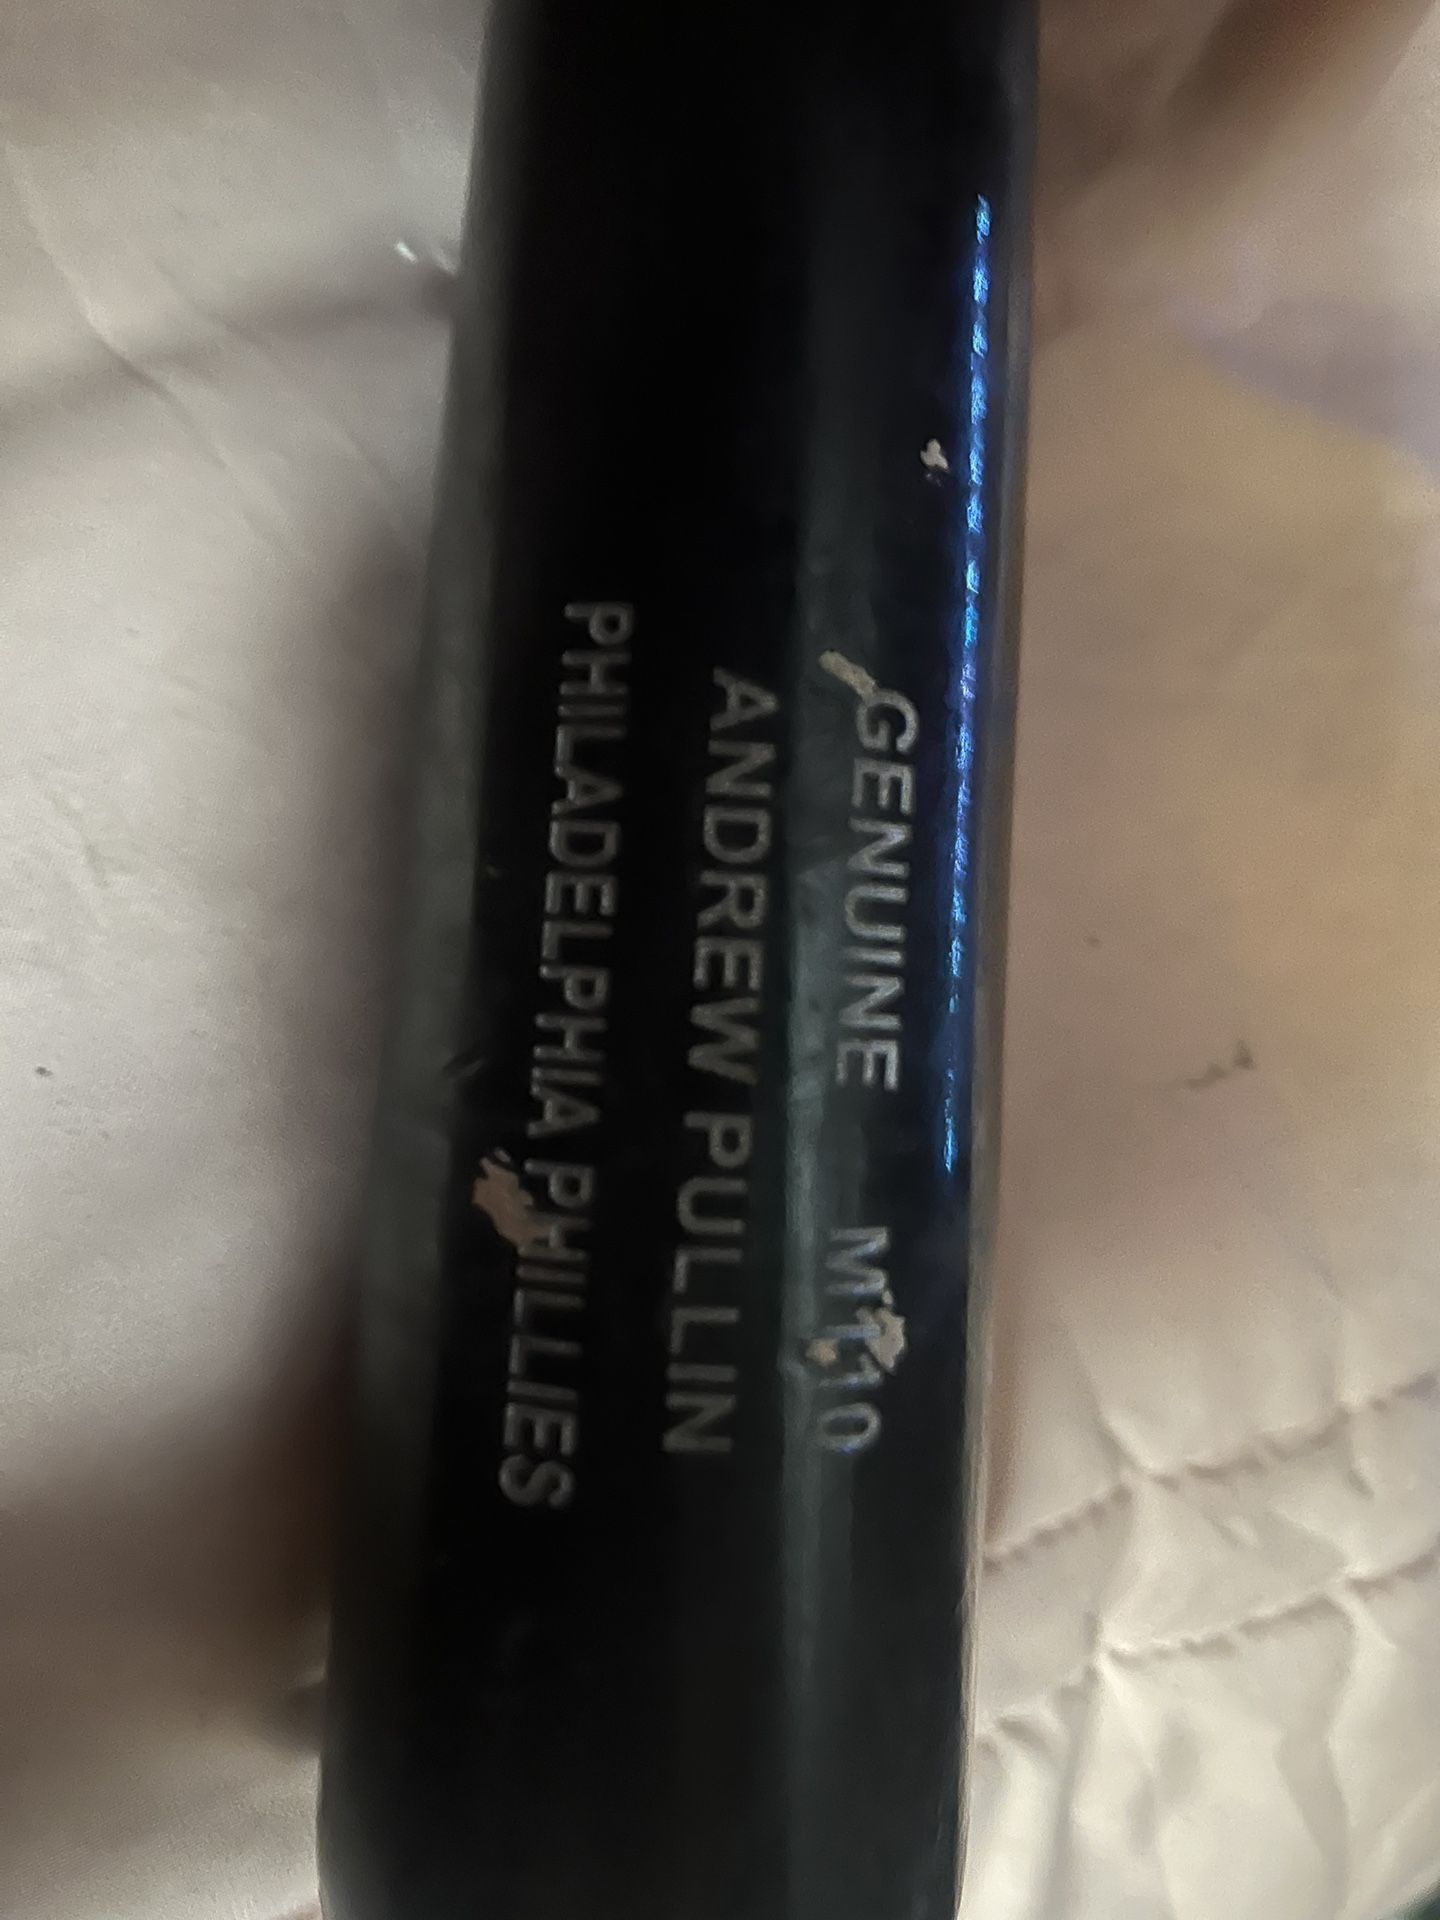 GENUINE M110
ANDREW PULLIN
PHILADELPHIA PHILLIES